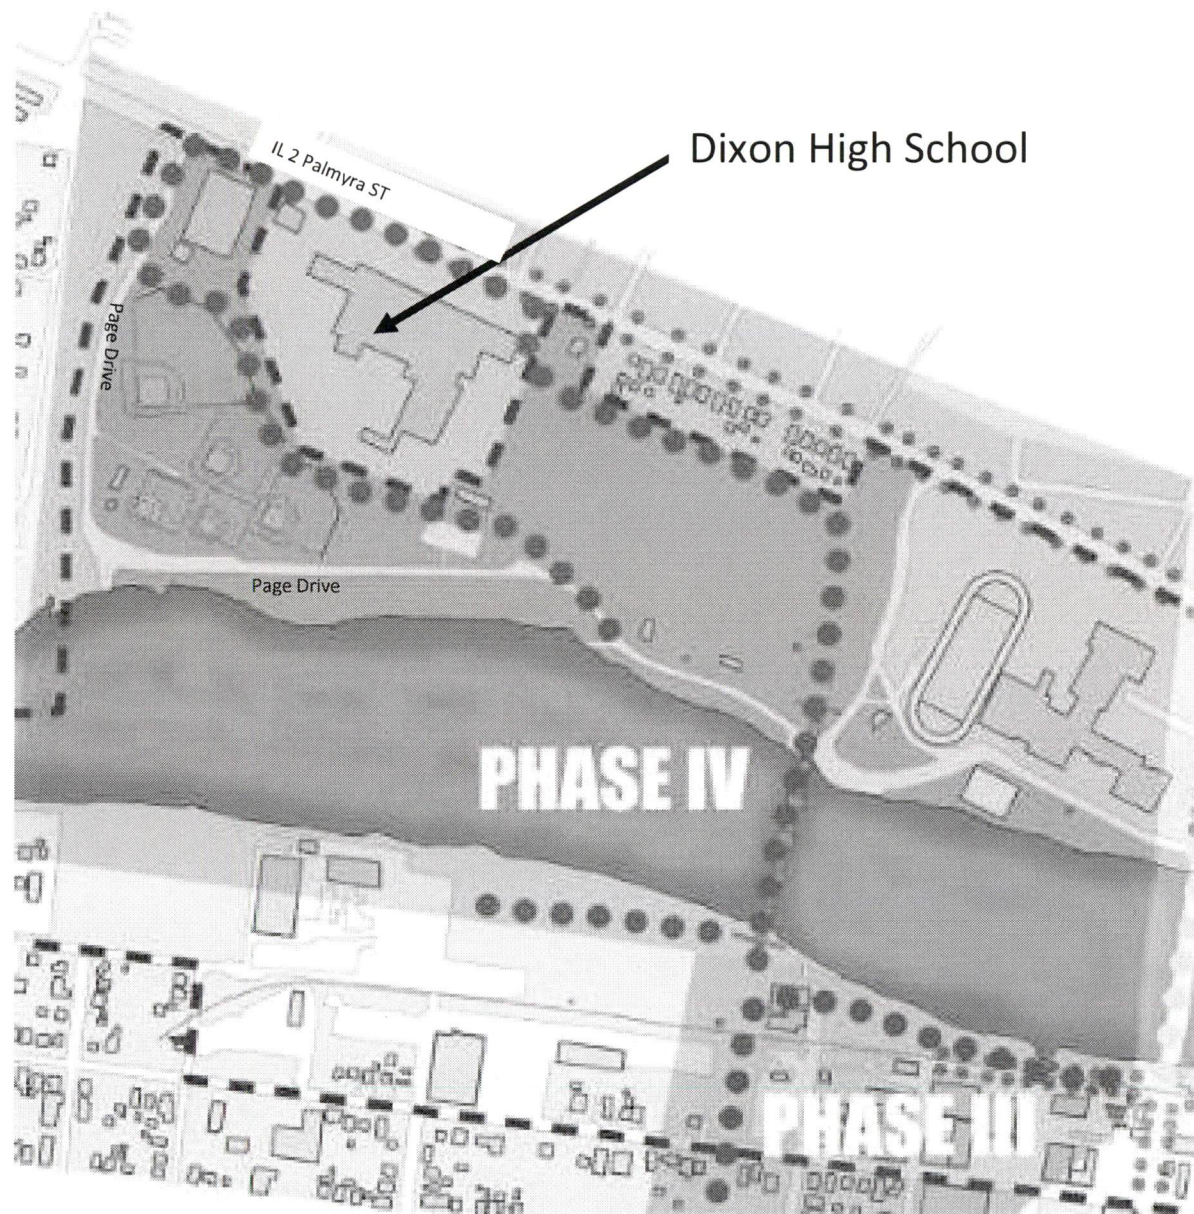 Dixon High School
IL 2 Palmyra ST
Page Drive
Page Drive
PHASE IV
PHASE III